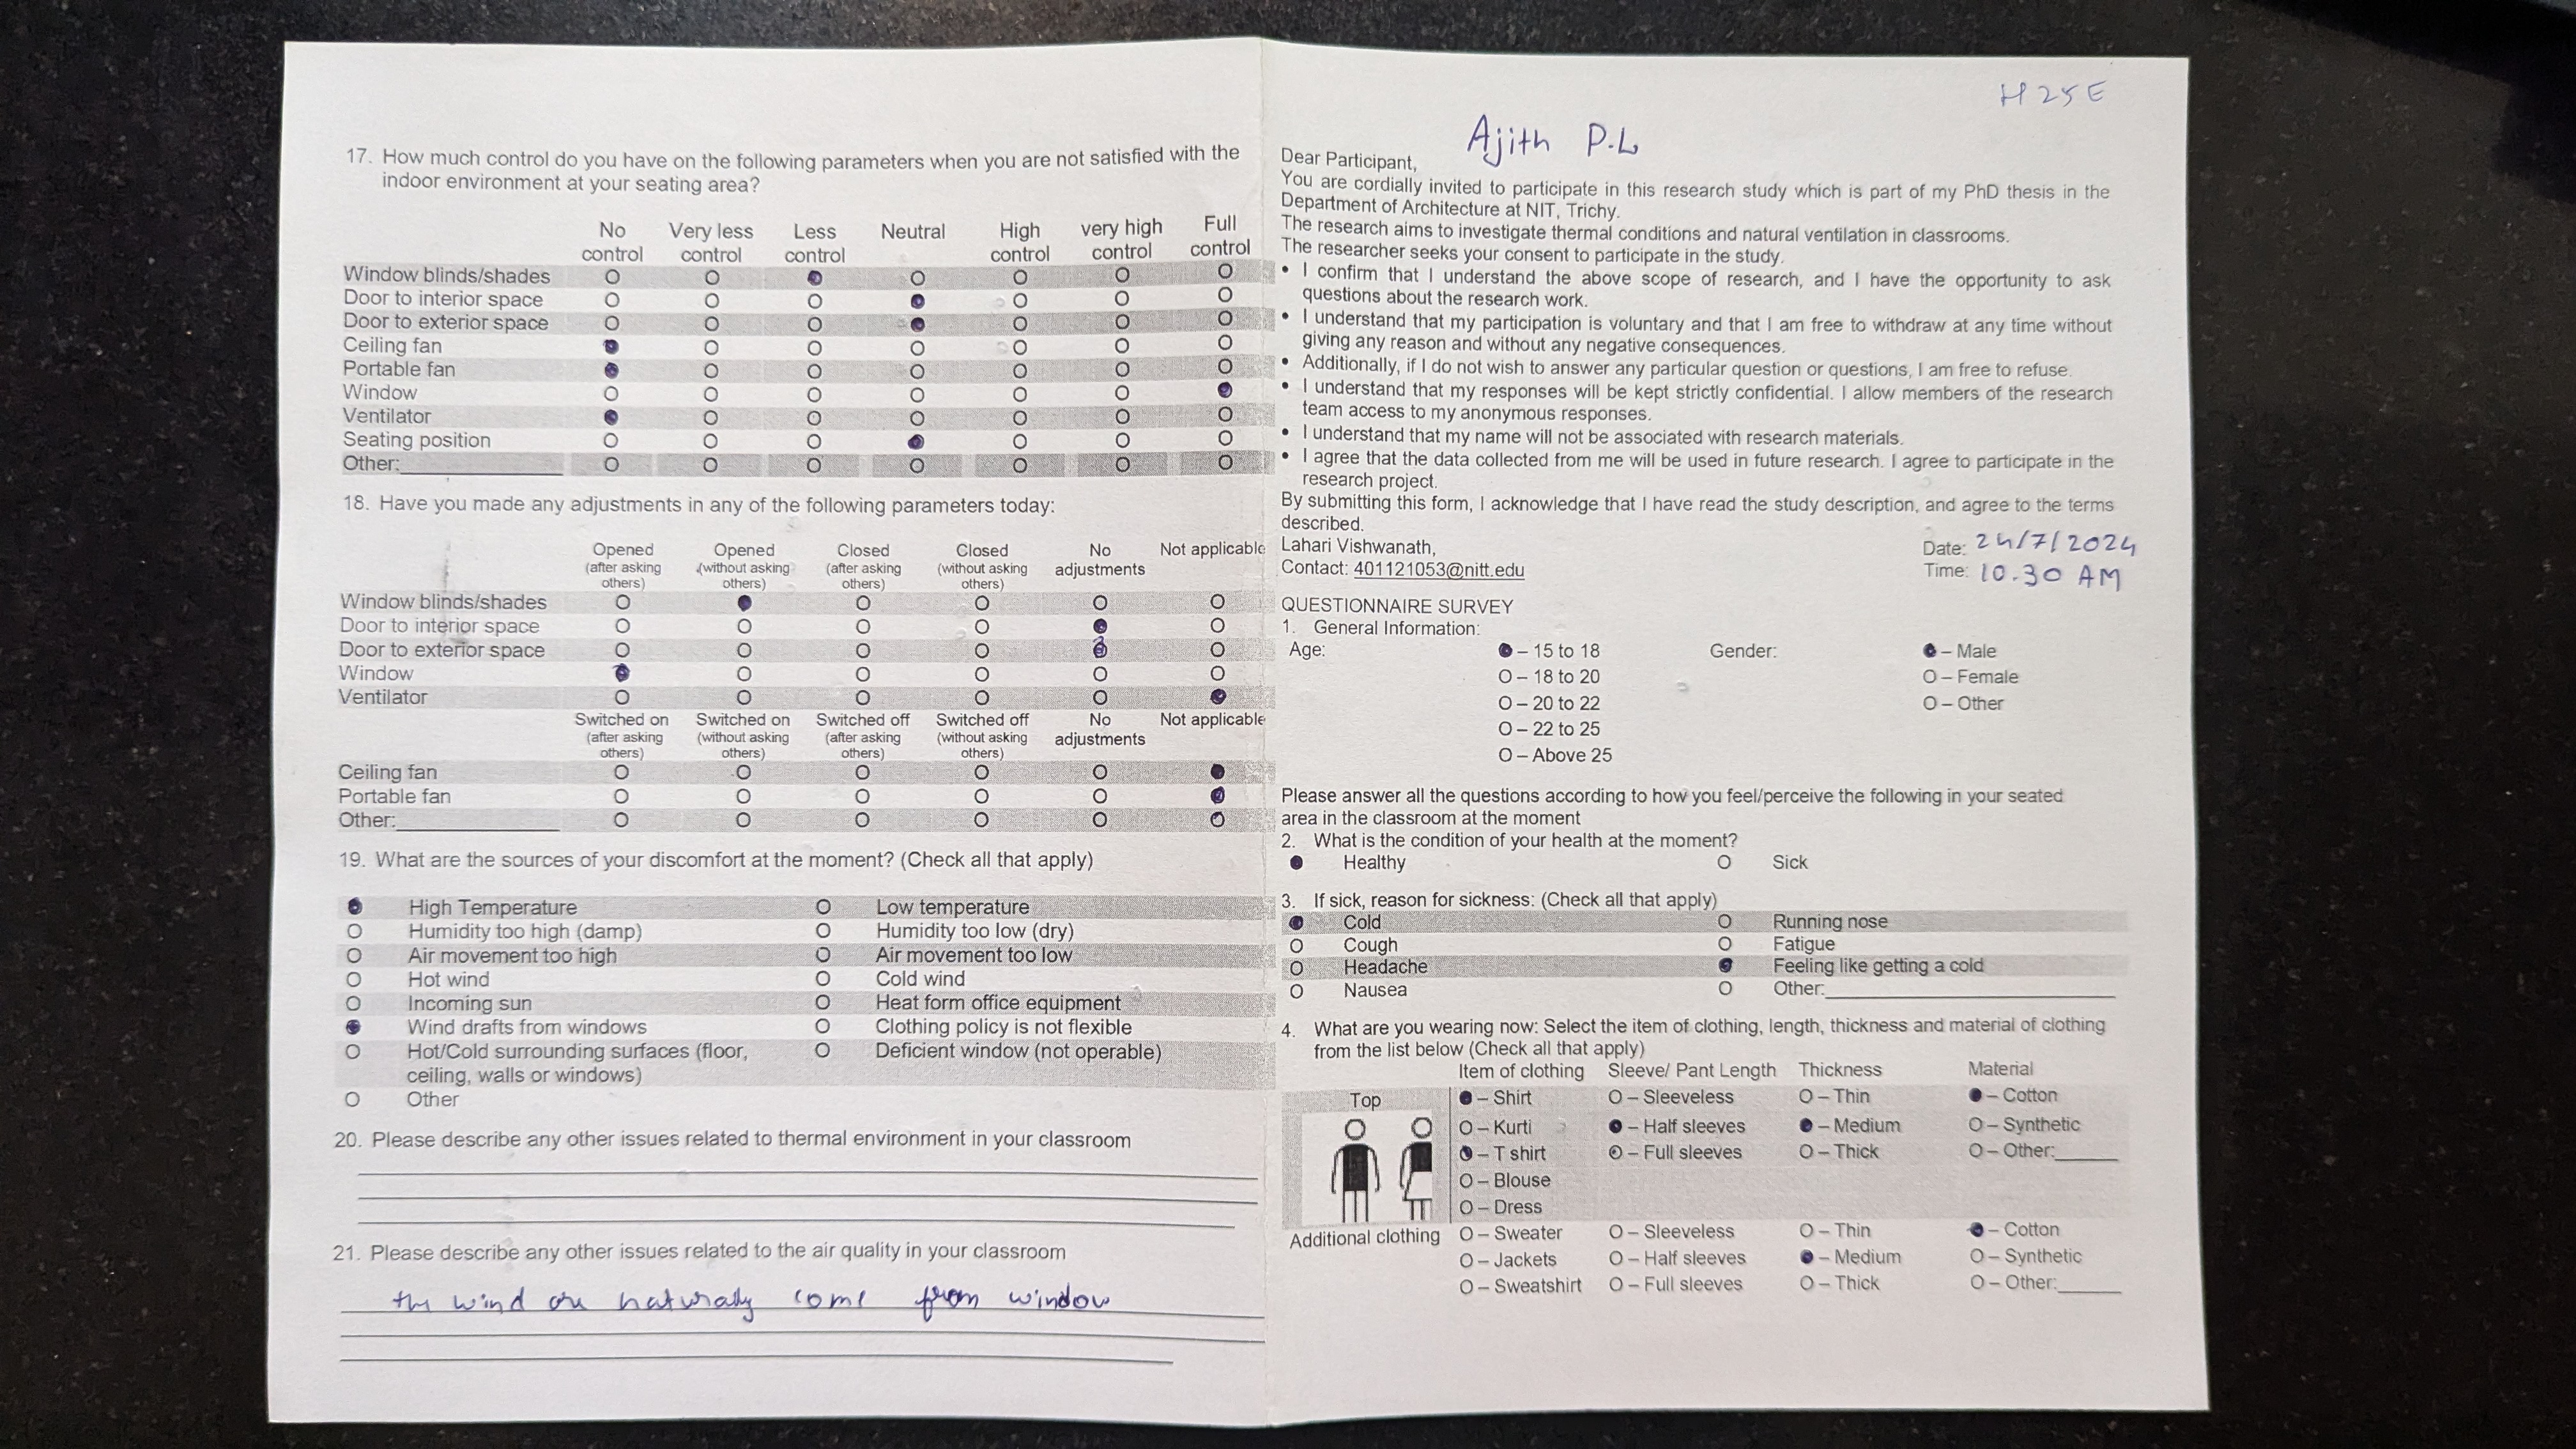 17. How much control do you have on the following parameters when you are not satisfied with the
indoor environment at your seating area?
No control Very less control Less control Neutral High control very high control Full control
Window blinds/shades
Door to interior space
Door to exterior space
Ceiling fan
Portable fan
Window
Ventilator
Seating position
Other:
18. Have you made any adjustments in any of the following parameters today:
Opened (after asking others) Opened (without asking others) Closed (after asking others) Closed (without asking others) No adjustments Not applicable
Window blinds/shades
Door to interior space
Door to exterior space
Window
Ventilator
Switched on (after asking others) Switched on (without asking others) Switched off (after asking others) Switched off (without asking others) No adjustments Not applicable
Ceiling fan
Portable fan
Other:
19. What are the sources of your discomfort at the moment? (Check all that apply)
High Temperature Low temperature
Humidity too high (damp) Humidity too low (dry)
Air movement too high Air movement too low
Hot wind Cold wind
Incoming sun Heat form office equipment
Wind drafts from windows Clothing policy is not flexible
Hot/Cold surrounding surfaces (floor, Deficient window (not operable)
ceiling, walls or windows)
Other
20. Please describe any other issues related to thermal environment in your classroom
21. Please describe any other issues related to the air quality in your classroom
the wind are naturaly come from window
H25E
Ajith P.L
Dear Participant,
You are cordially invited to participate in this research study which is part of my PhD thesis in the
Department of Architecture at NIT, Trichy.
The research aims to investigate thermal conditions and natural ventilation in classrooms.
The researcher seeks your consent to participate in the study.
• I confirm that I understand the above scope of research, and I have the opportunity to ask
questions about the research work.
• I understand that my participation is voluntary and that I am free to withdraw at any time without
giving any reason and without any negative consequences.
• Additionally, if I do not wish to answer any particular question or questions, I am free to refuse.
• I understand that my responses will be kept strictly confidential. I allow members of the research
team access to my anonymous responses.
• I understand that my name will not be associated with research materials.
• I agree that the data collected from me will be used in future research. I agree to participate in the
research project.
By submitting this form, I acknowledge that I have read the study description, and agree to the terms
described.
Lahari Vishwanath, Date: 24/7/2024
Contact: 401121053@nitt.edu Time: 10.30 AM
QUESTIONNAIRE SURVEY
1. General Information:
Age: – 15 to 18 Gender: – Male
O – 18 to 20 O – Female
O – 20 to 22 O – Other
O – 22 to 25
O – Above 25
Please answer all the questions according to how you feel/perceive the following in your seated
area in the classroom at the moment
2. What is the condition of your health at the moment?
Healthy Sick
3. If sick, reason for sickness: (Check all that apply)
Cold Running nose
Cough Fatigue
Headache Feeling like getting a cold
Nausea Other:
4. What are you wearing now: Select the item of clothing, length, thickness and material of clothing
from the list below (Check all that apply)
Item of clothing Sleeve/ Pant Length Thickness Material
Top – Shirt O – Sleeveless O – Thin – Cotton
O – Kurti – Half sleeves – Medium O – Synthetic
– T shirt O – Full sleeves O – Thick O – Other:
O – Blouse
O – Dress
Additional clothing O – Sweater O – Sleeveless O – Thin – Cotton
O – Jackets O – Half sleeves – Medium O – Synthetic
O – Sweatshirt O – Full sleeves O – Thick O – Other: